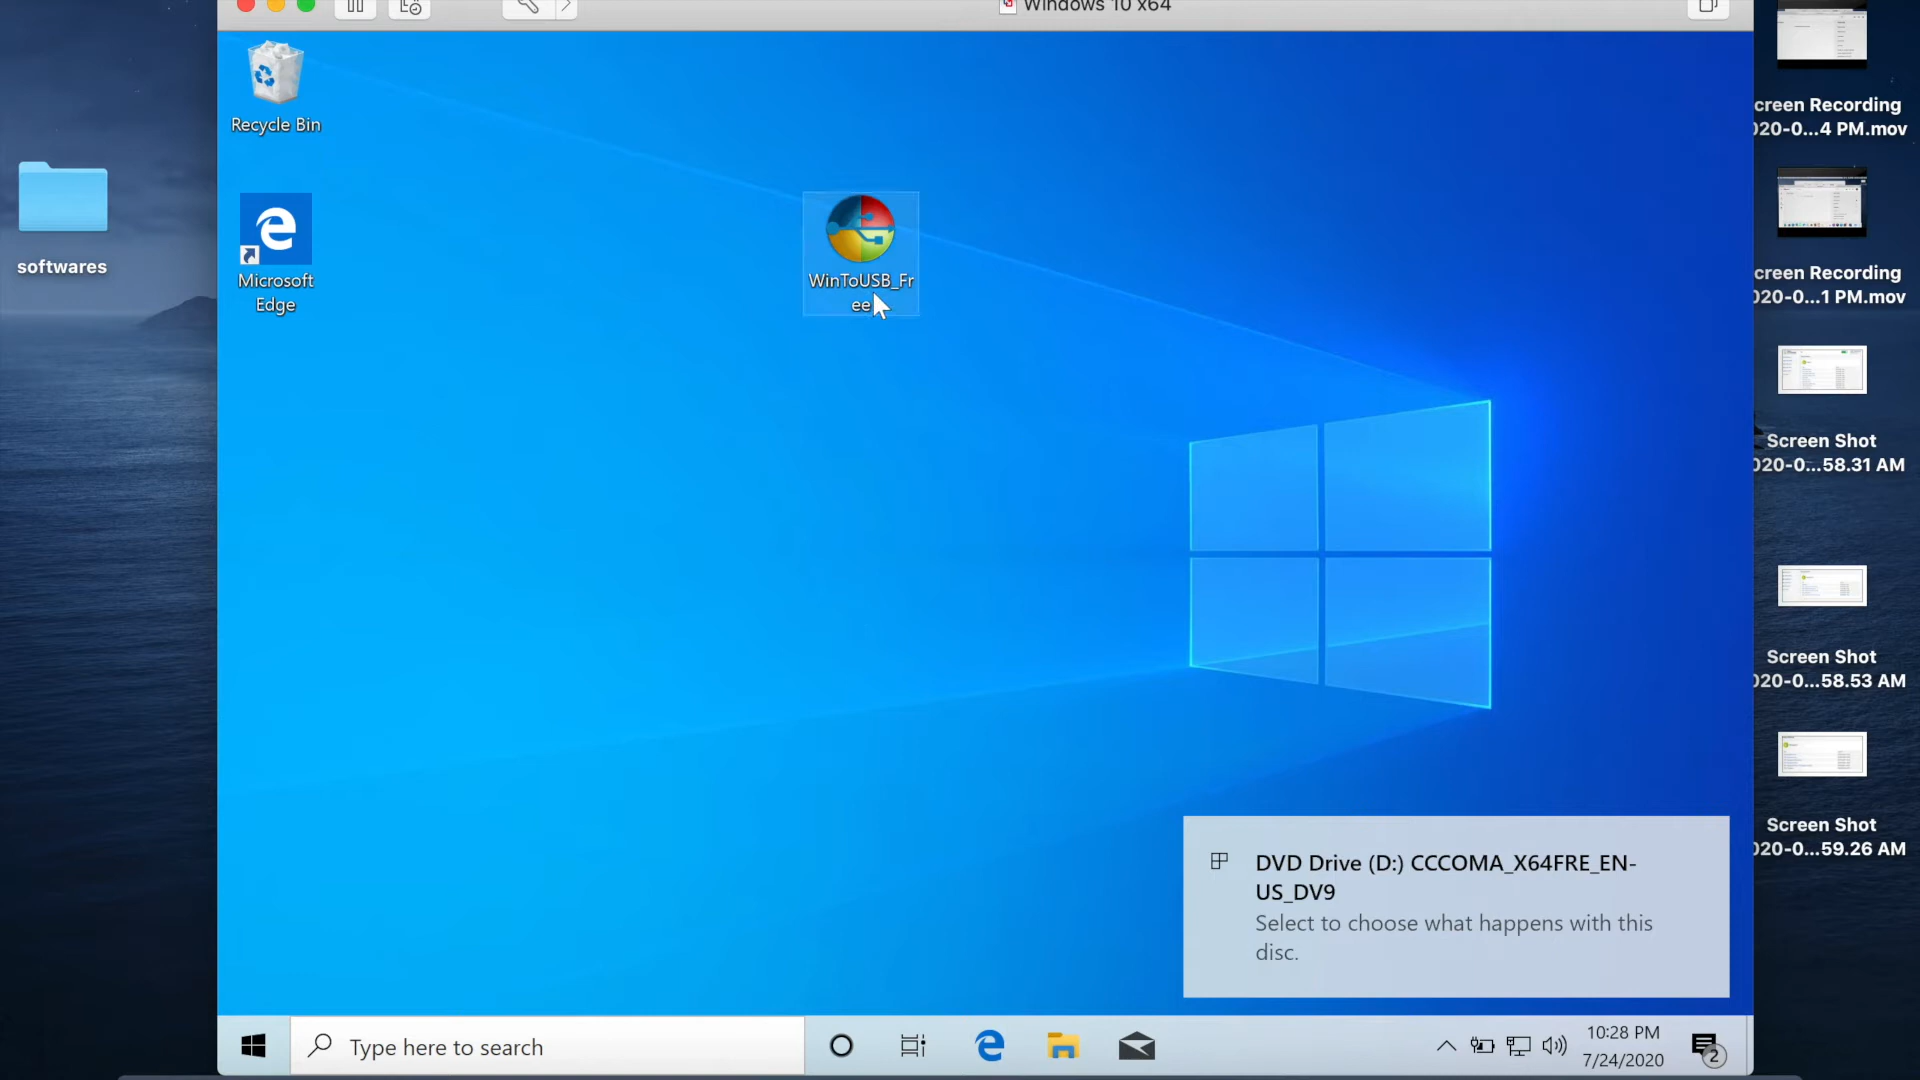 Windows 10 x64
Recycle Bin
Microsoft
Edge
WinToUSB_Fr
ee
softwares
creen Recording
020-0...4 PM.mov
creen Recording
020-0...1 PM.mov
Screen Shot
020-0...58.31 AM
Screen Shot
020-0...58.53 AM
Screen Shot
020-0...59.26 AM
DVD Drive (D:) CCCOMA_X64FRE_EN-
US_DV9
Select to choose what happens with this
disc.
Type here to search
10:28 PM
7/24/2020
2